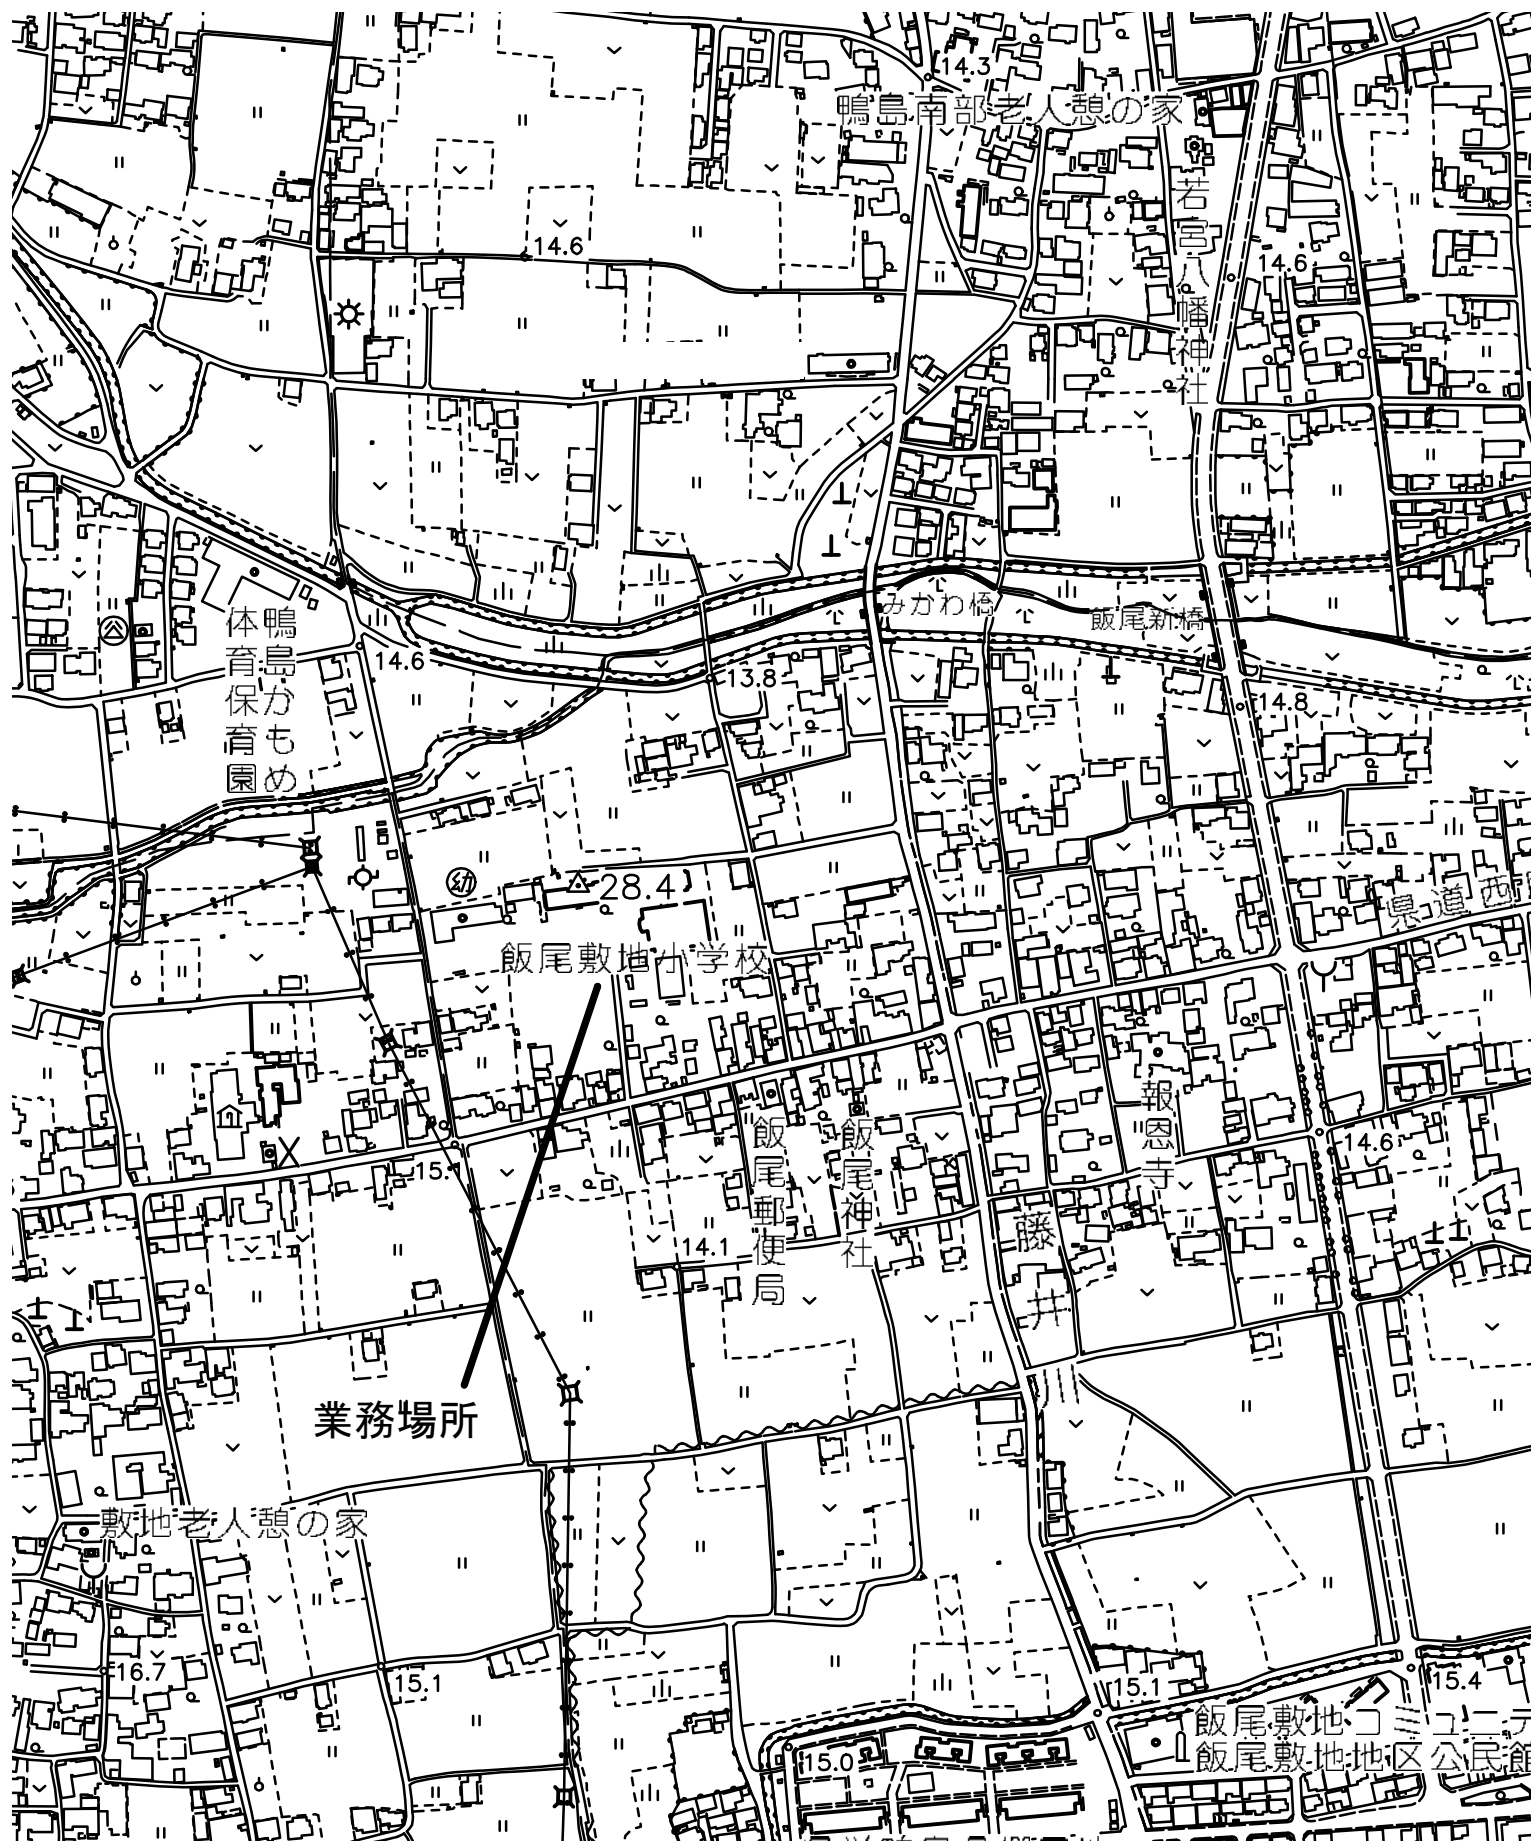 14.3
鴨島南部老人憩の家
若宮八幡神社
14.6
14.6
みかわ橋
飯尾新橋
鴨島かもめ
体育保育園
14.6
13.8
14.8
幼
28.4
県道西
飯尾敷地小学校
報恩寺
飯尾郵便局
飯尾神社
14.6
15.1
14.1
藤井川
業務場所
敷地老人憩の家
16.7
15.1
15.1
15.4
飯尾敷地コミュニテ
飯尾敷地地区公民館
15.0